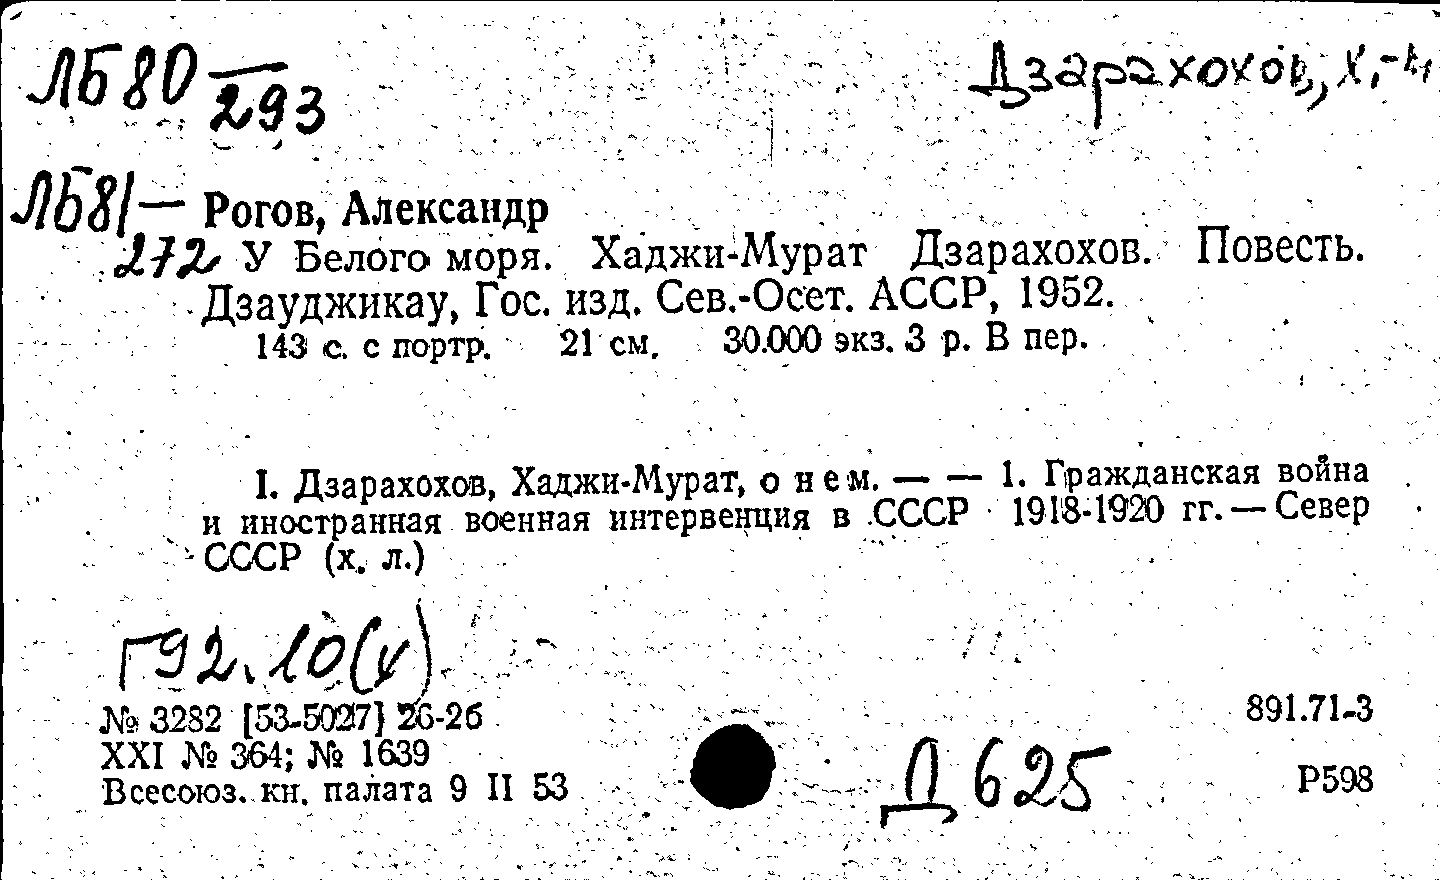 ЛБ80 — Дзарахохов, Х.-М
293
ЛБ81 — Рогов, Александр
272 У Белого моря. Хаджи-Мурат Дзарахохов. Повесть.
Дзауджикау, Гос. изд. Сев.-Осет. АССР, 1952.
143 с. с портр. 21 см. 30.000 экз. 3 р. В пер.
I. Дзарахохов, Хаджи-Мурат, о нем. — — 1. Гражданская война
и иностранная военная интервенция в СССР 1918-1920 гг. — Север
СССР (х. л.)
Г92.10(4)
№ 3282 [53-5027] 26-2б 891.71-3
XXI № 364; № 1639
Всесоюз. кн. палата 9 II 53 Д 625 Р598